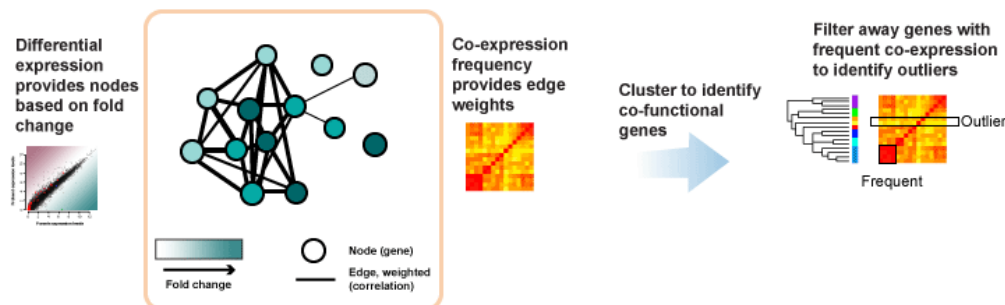 Differential
expression
provides nodes
based on fold
change
Co-expression
frequency
provides edge
weights
Cluster to identify
co-functional
genes
Filter away genes with
frequent co-expression
to identify outliers
Outlier
Frequent
Fold change
Node (gene)
Edge, weighted
(correlation)